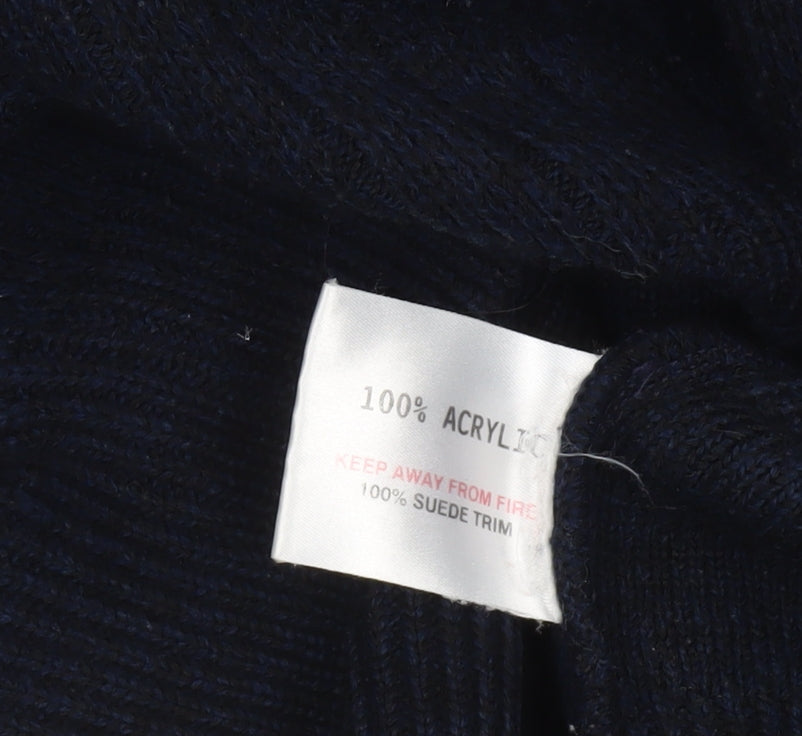 100% ACRYLIC
KEEP AWAY FROM FIRE
100% SUEDE TRIM